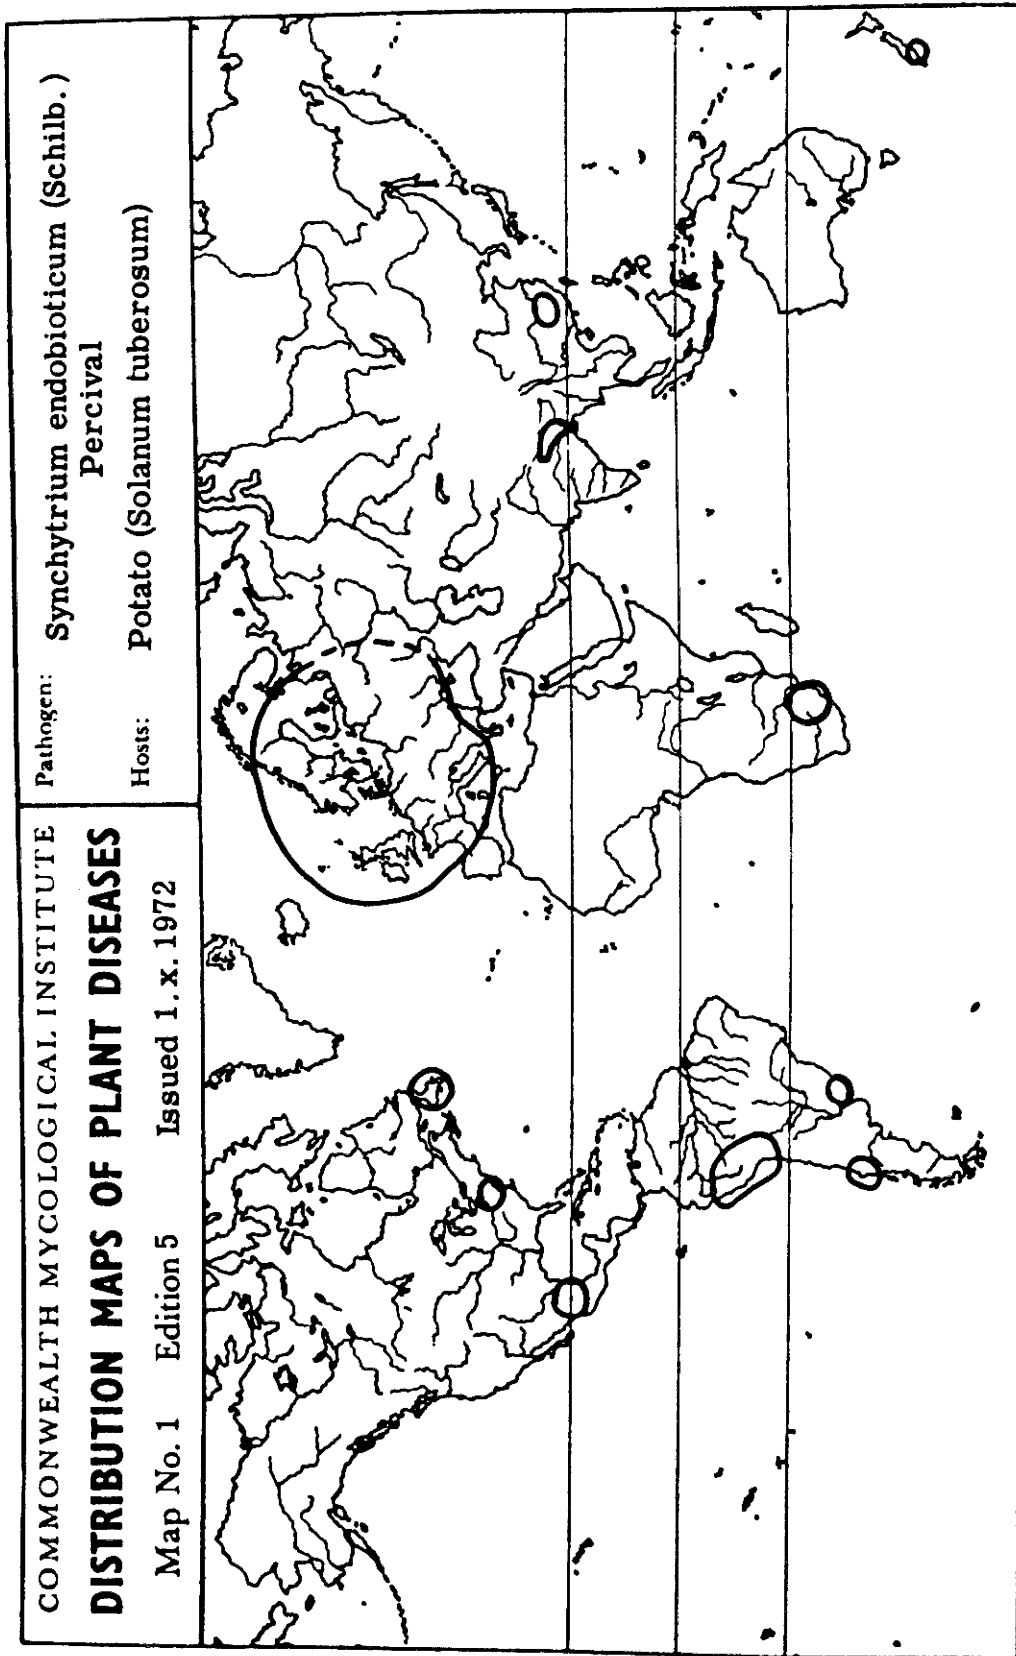 COMMONWEALTH MYCOLOGICAL INSTITUTE
DISTRIBUTION MAPS OF PLANT DISEASES
Map No. 1 Edition 5 Issued 1. x. 1972
Pathogen: Synchytrium endobioticum (Schilb.)
Percival
Hosts: Potato (Solanum tuberosum)